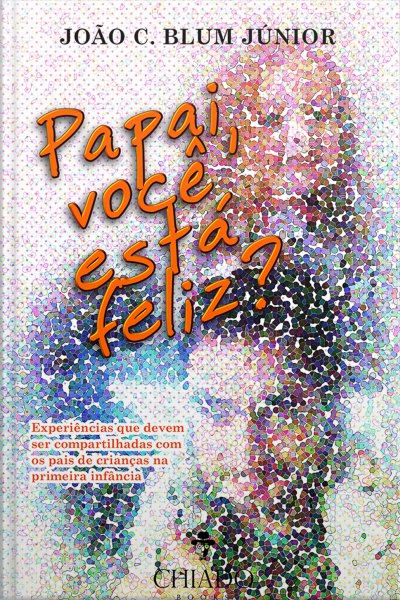 JOÃO C. BLUM JÚNIOR
Papai,
você
está
feliz?
Experiências que devem
ser compartilhadas com
os pais de crianças na
primeira infância
CHIADO
BOOKS